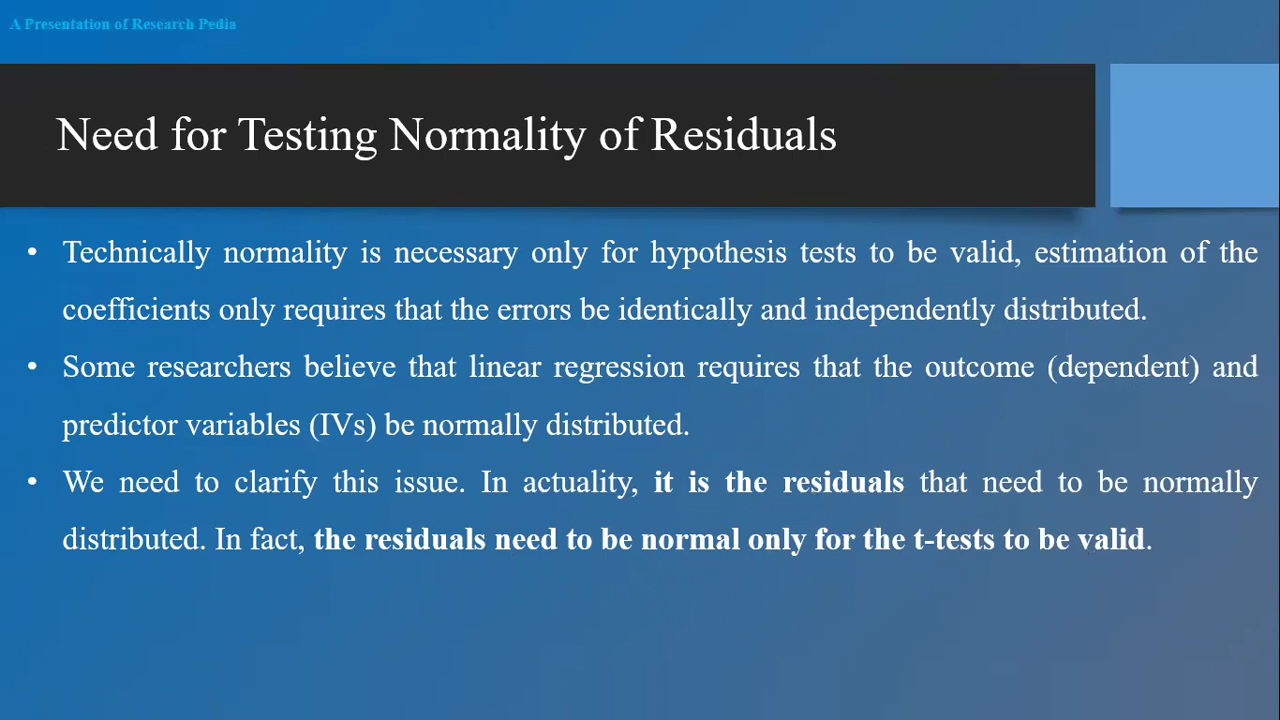 A Presentation of Research Pedia
Need for Testing Normality of Residuals
• Technically normality is necessary only for hypothesis tests to be valid, estimation of the
coefficients only requires that the errors be identically and independently distributed.
• Some researchers believe that linear regression requires that the outcome (dependent) and
predictor variables (IVs) be normally distributed.
• We need to clarify this issue. In actuality, it is the residuals that need to be normally
distributed. In fact, the residuals need to be normal only for the t-tests to be valid.